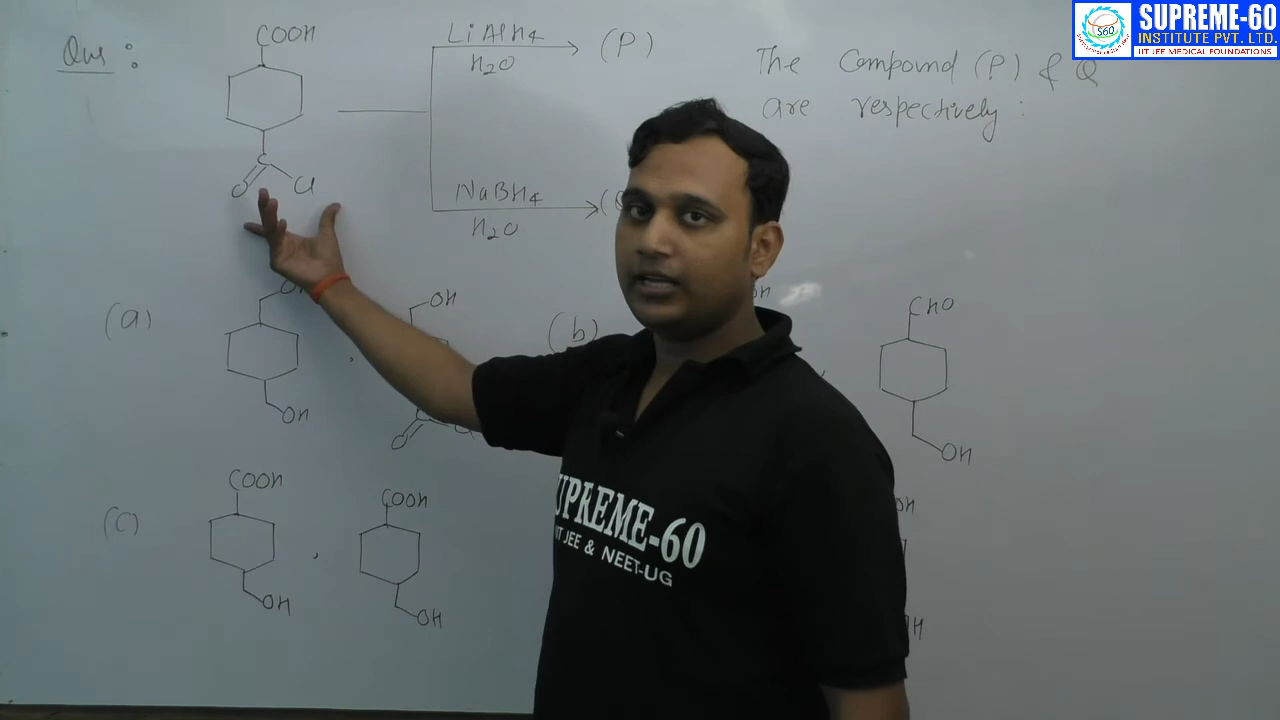 SUPREME-60
INSTITUTE PVT. LTD.
IIT JEE MEDICAL FOUNDATIONS
S60
Ques :
COOH
C
O
Cl
LiAlH4
H2O
(P)
NaBH4
H2O
The Compound (P) & Q
are respectively :
(a)
OH
OH
,
OH
(b)
CHO
OH
(c)
COOH
OH
,
COOH
OH
UPREME-60
IIT JEE & NEET-UG